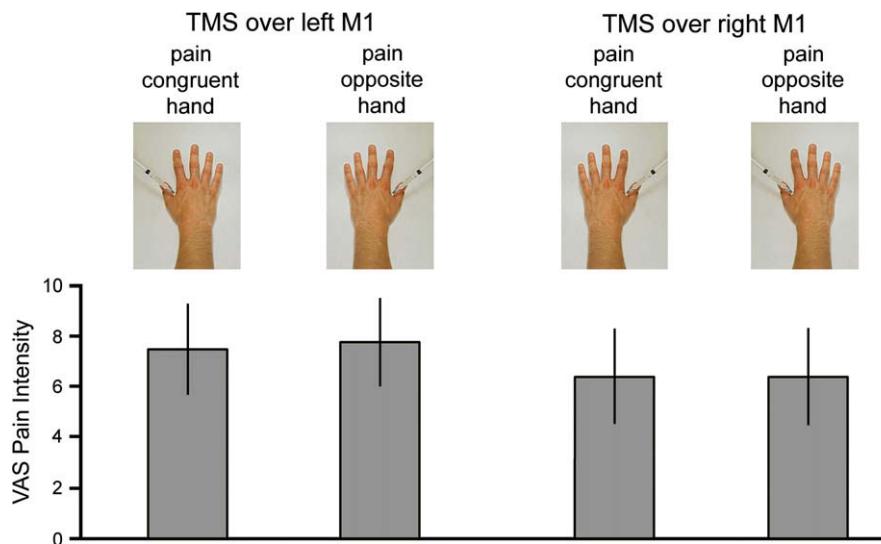 TMS over left M1
TMS over right M1
pain
congruent
hand
pain
opposite
hand
pain
congruent
hand
pain
opposite
hand
VAS Pain Intensity
10
8
6
4
2
0